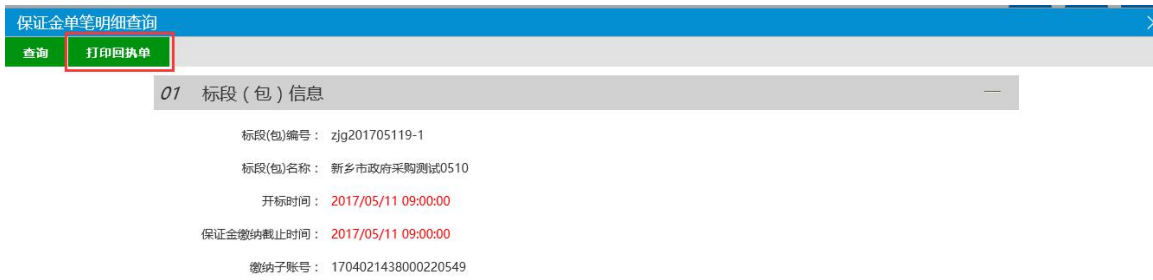 保证金单笔明细查询
查询 打印回执单
01 标段（包）信息
标段(包)编号： zjg201705119-1
标段(包)名称： 新乡市政府采购测试0510
开标时间： 2017/05/11 09:00:00
保证金缴纳截止时间： 2017/05/11 09:00:00
缴纳子账号： 1704021438000220549